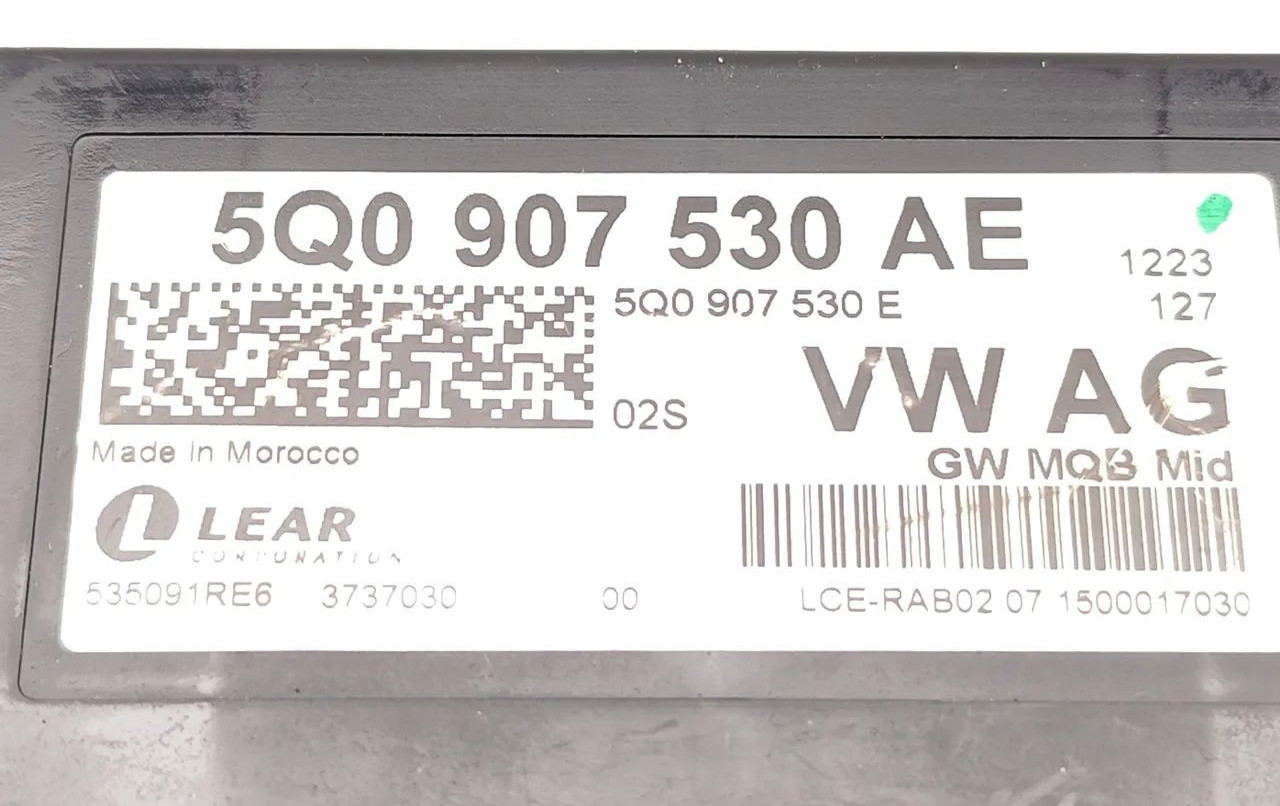 5Q0 907 530 AE
1223
5Q0 907 530 E
127
02S
VW AG
GW MQB Mid
Made In Morocco
LEAR
CORPORATION
535091RE6 3737030 00 LCE-RAB02 07 1500017030